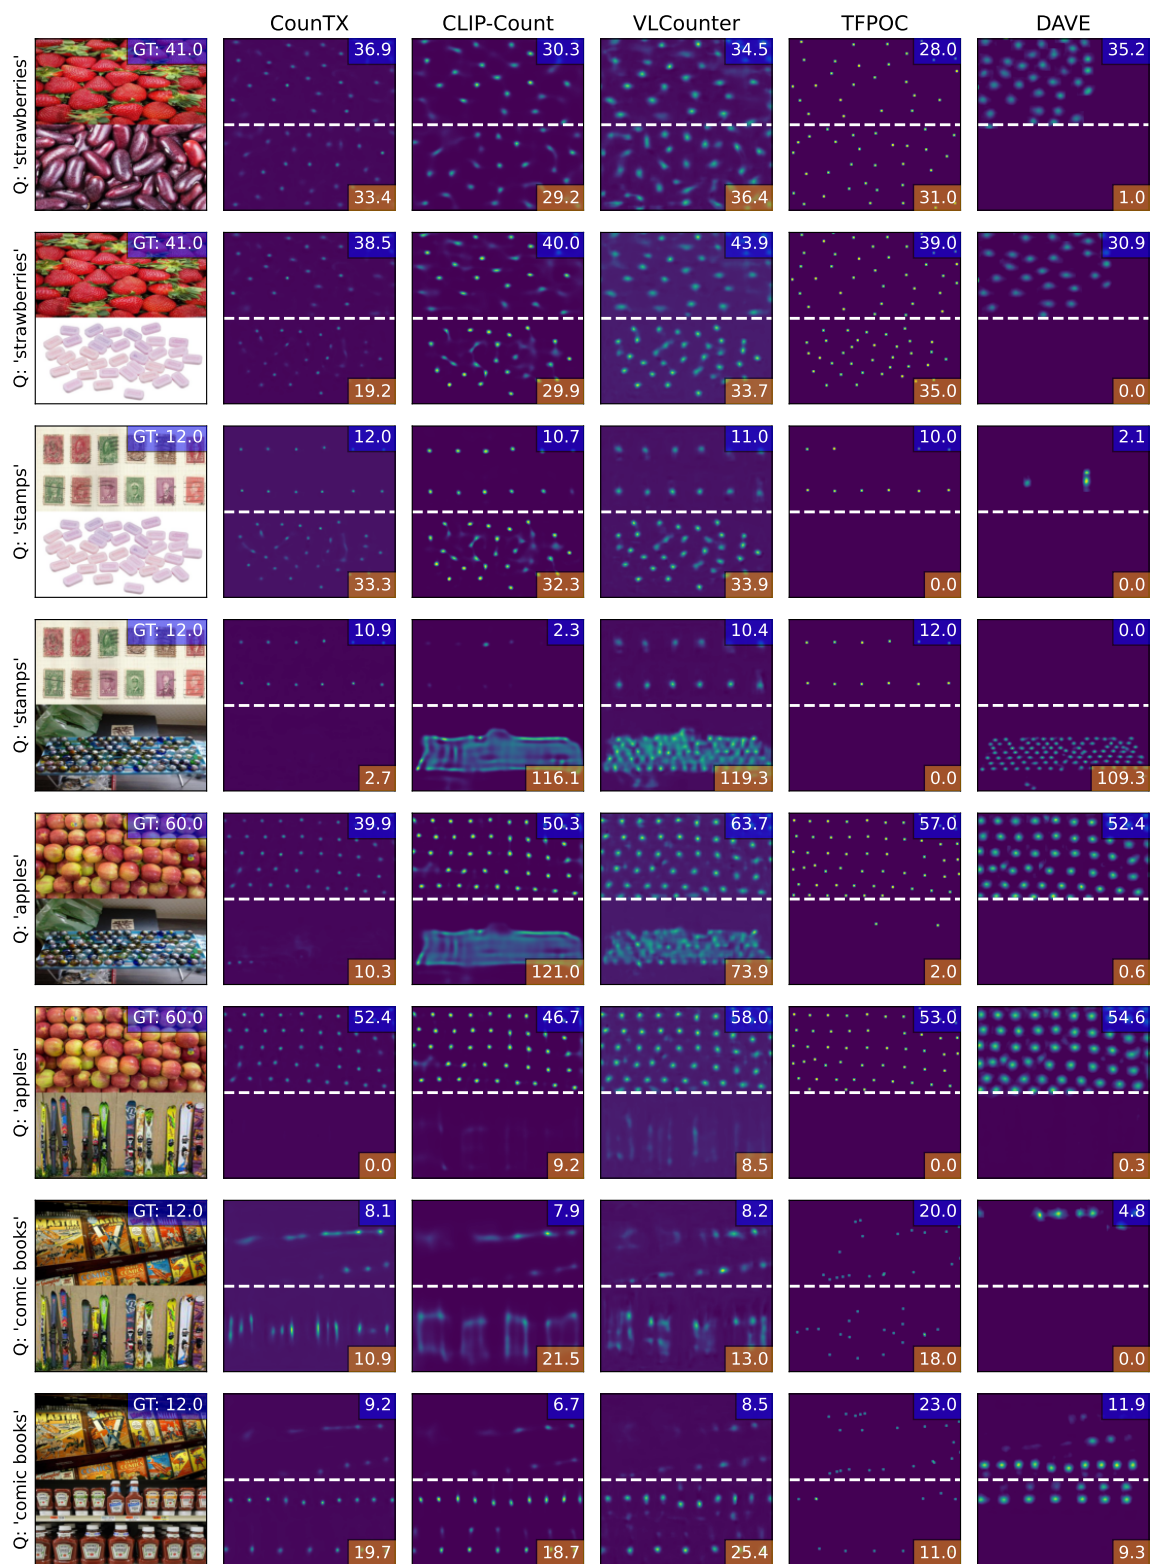 CounTX CLIP-Count VLCounter TFPOC DAVE
Q: 'strawberries'
GT: 41.0 36.9 30.3 34.5 28.0 35.2
33.4 29.2 36.4 31.0 1.0
Q: 'strawberries'
GT: 41.0 38.5 40.0 43.9 39.0 30.9
19.2 29.9 33.7 35.0 0.0
Q: 'stamps'
GT: 12.0 12.0 10.7 11.0 10.0 2.1
33.3 32.3 33.9 0.0 0.0
Q: 'stamps'
GT: 12.0 10.9 2.3 10.4 12.0 0.0
2.7 116.1 119.3 0.0 109.3
Q: 'apples'
GT: 60.0 39.9 50.3 63.7 57.0 52.4
10.3 121.0 73.9 2.0 0.6
Q: 'apples'
GT: 60.0 52.4 46.7 58.0 53.0 54.6
0.0 9.2 8.5 0.0 0.3
Q: 'comic books'
GT: 12.0 8.1 7.9 8.2 20.0 4.8
10.9 21.5 13.0 18.0 0.0
Q: 'comic books'
GT: 12.0 9.2 6.7 8.5 23.0 11.9
19.7 18.7 25.4 11.0 9.3